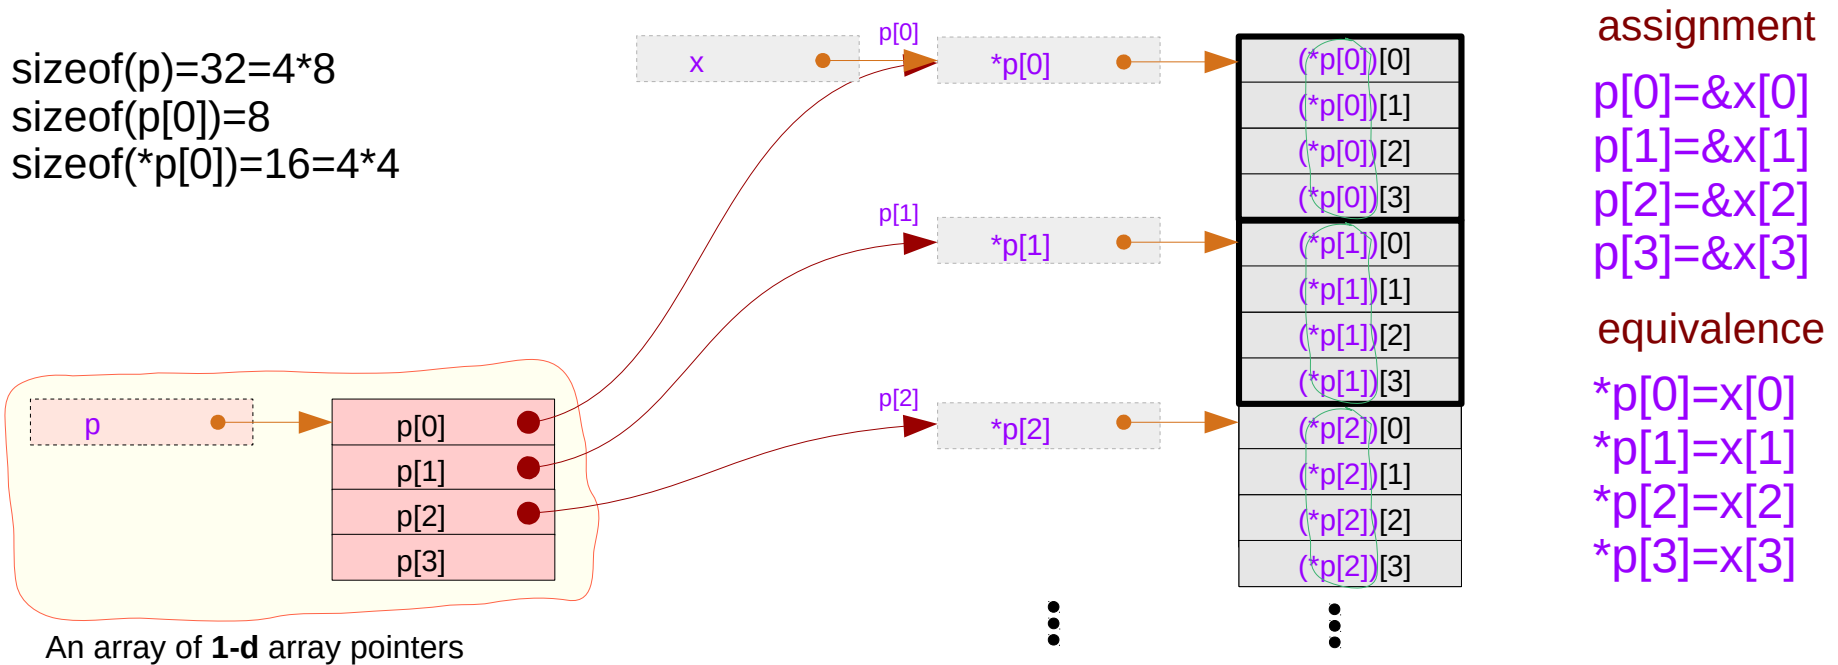 sizeof(p)=32=4*8
sizeof(p[0])=8
sizeof(*p[0])=16=4*4
p
p[0]
p[1]
p[2]
p[3]
An array of 1-d array pointers
x
p[0]
*p[0]
p[1]
*p[1]
p[2]
*p[2]
(*p[0])[0]
(*p[0])[1]
(*p[0])[2]
(*p[0])[3]
(*p[1])[0]
(*p[1])[1]
(*p[1])[2]
(*p[1])[3]
(*p[2])[0]
(*p[2])[1]
(*p[2])[2]
(*p[2])[3]
assignment
p[0]=&x[0]
p[1]=&x[1]
p[2]=&x[2]
p[3]=&x[3]
equivalence
*p[0]=x[0]
*p[1]=x[1]
*p[2]=x[2]
*p[3]=x[3]